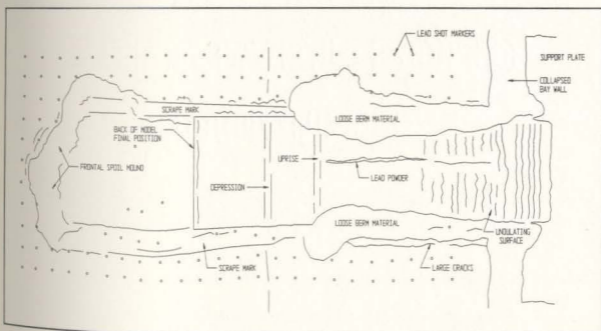 LEAD SHOT MARKERS
SUPPORT PLATE
COLLAPSED
BAY WALL
SCRAPE MARK
LOOSE BERM MATERIAL
BACK OF MODEL
FINAL POSITION
UPRISE
FRONTAL SPOIL MOUND
LEAD POWDER
DEPRESSION
LOOSE BERM MATERIAL
UNDULATING
SURFACE
SCRAPE MARK
LARGE CRACKS